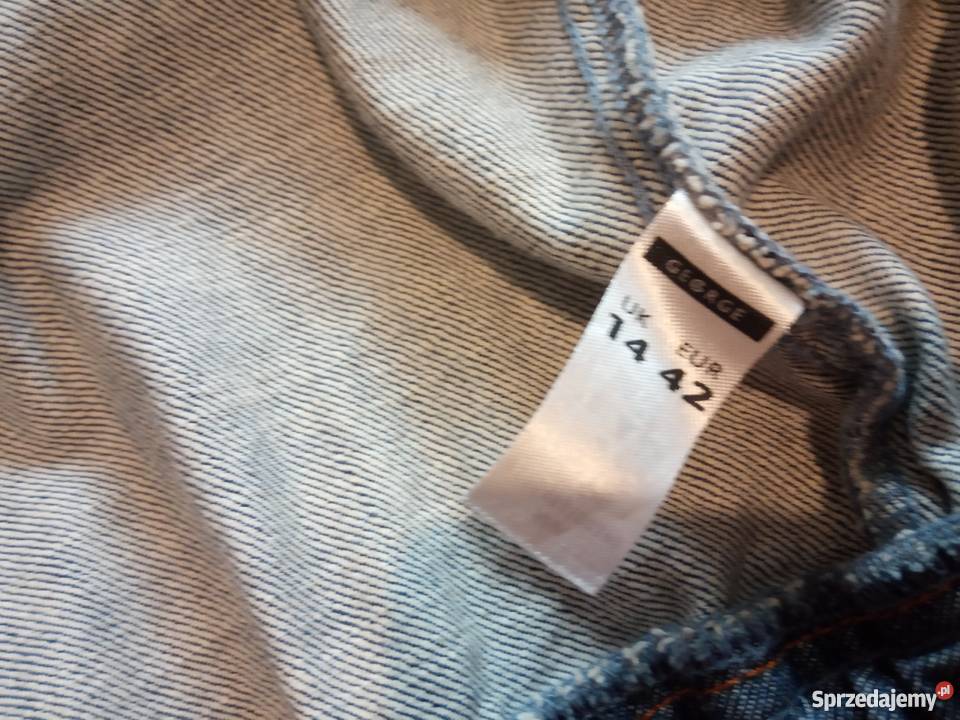 GEORGE
UK EUR
14 42
Sprzedajemy.pl